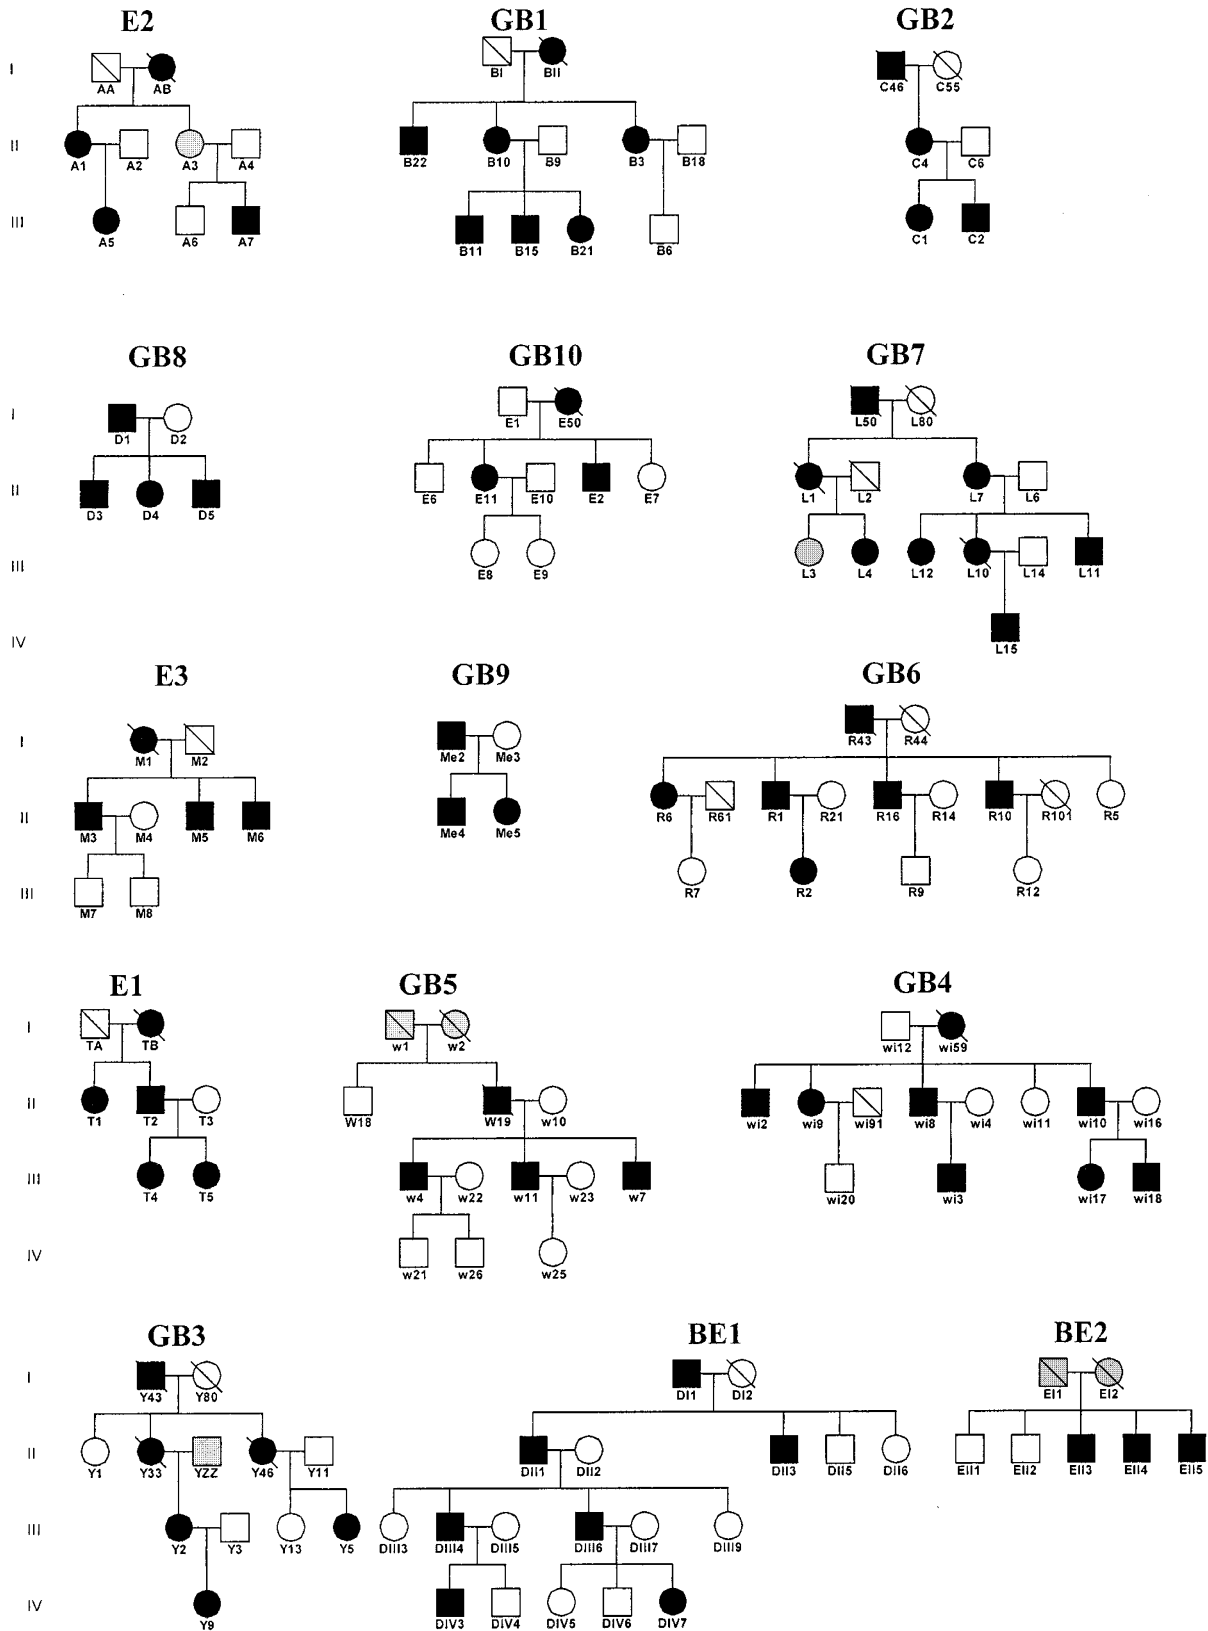 E2 GB1 GB2
I
AA AB BI BII C46 C55
II
A1 A2 A3 A4 B22 B10 B9 B3 B18 C4 C6
III
A5 A6 A7 B11 B15 B21 B6 C1 C2
GB8 GB10 GB7
I
D1 D2 E1 E50 L50 L80
II
D3 D4 D5 E6 E11 E10 E2 E7 L1 L2 L7 L6
III
E8 E9 L3 L4 L12 L10 L14 L11
IV
L15
E3 GB9 GB6
I
M1 M2 Me2 Me3 R43 R44
II
M3 M4 M5 M6 Me4 Me5 R6 R61 R1 R21 R16 R14 R10 R101 R5
III
M7 M8 R7 R2 R9 R12
E1 GB5 GB4
I
TA TB w1 w2 wi12 wi59
II
T1 T2 T3 W18 W19 w10 wi2 wi9 wi91 wi8 wi4 wi11 wi10 wi16
III
T4 T5 w4 w22 w11 w23 w7 wi20 wi3 wi17 wi18
IV
w21 w26 w25
GB3 BE1 BE2
I
Y43 Y80 DI1 DI2 EI1 EI2
II
Y1 Y33 YZZ Y46 Y11 DII1 DII2 DII3 DII5 DII6 EII1 EII2 EII3 EII4 EII5
III
Y2 Y3 Y13 Y5 DIII3 DIII4 DIII5 DIII6 DIII7 DIII9
IV
Y9 DIV3 DIV4 DIV5 DIV6 DIV7